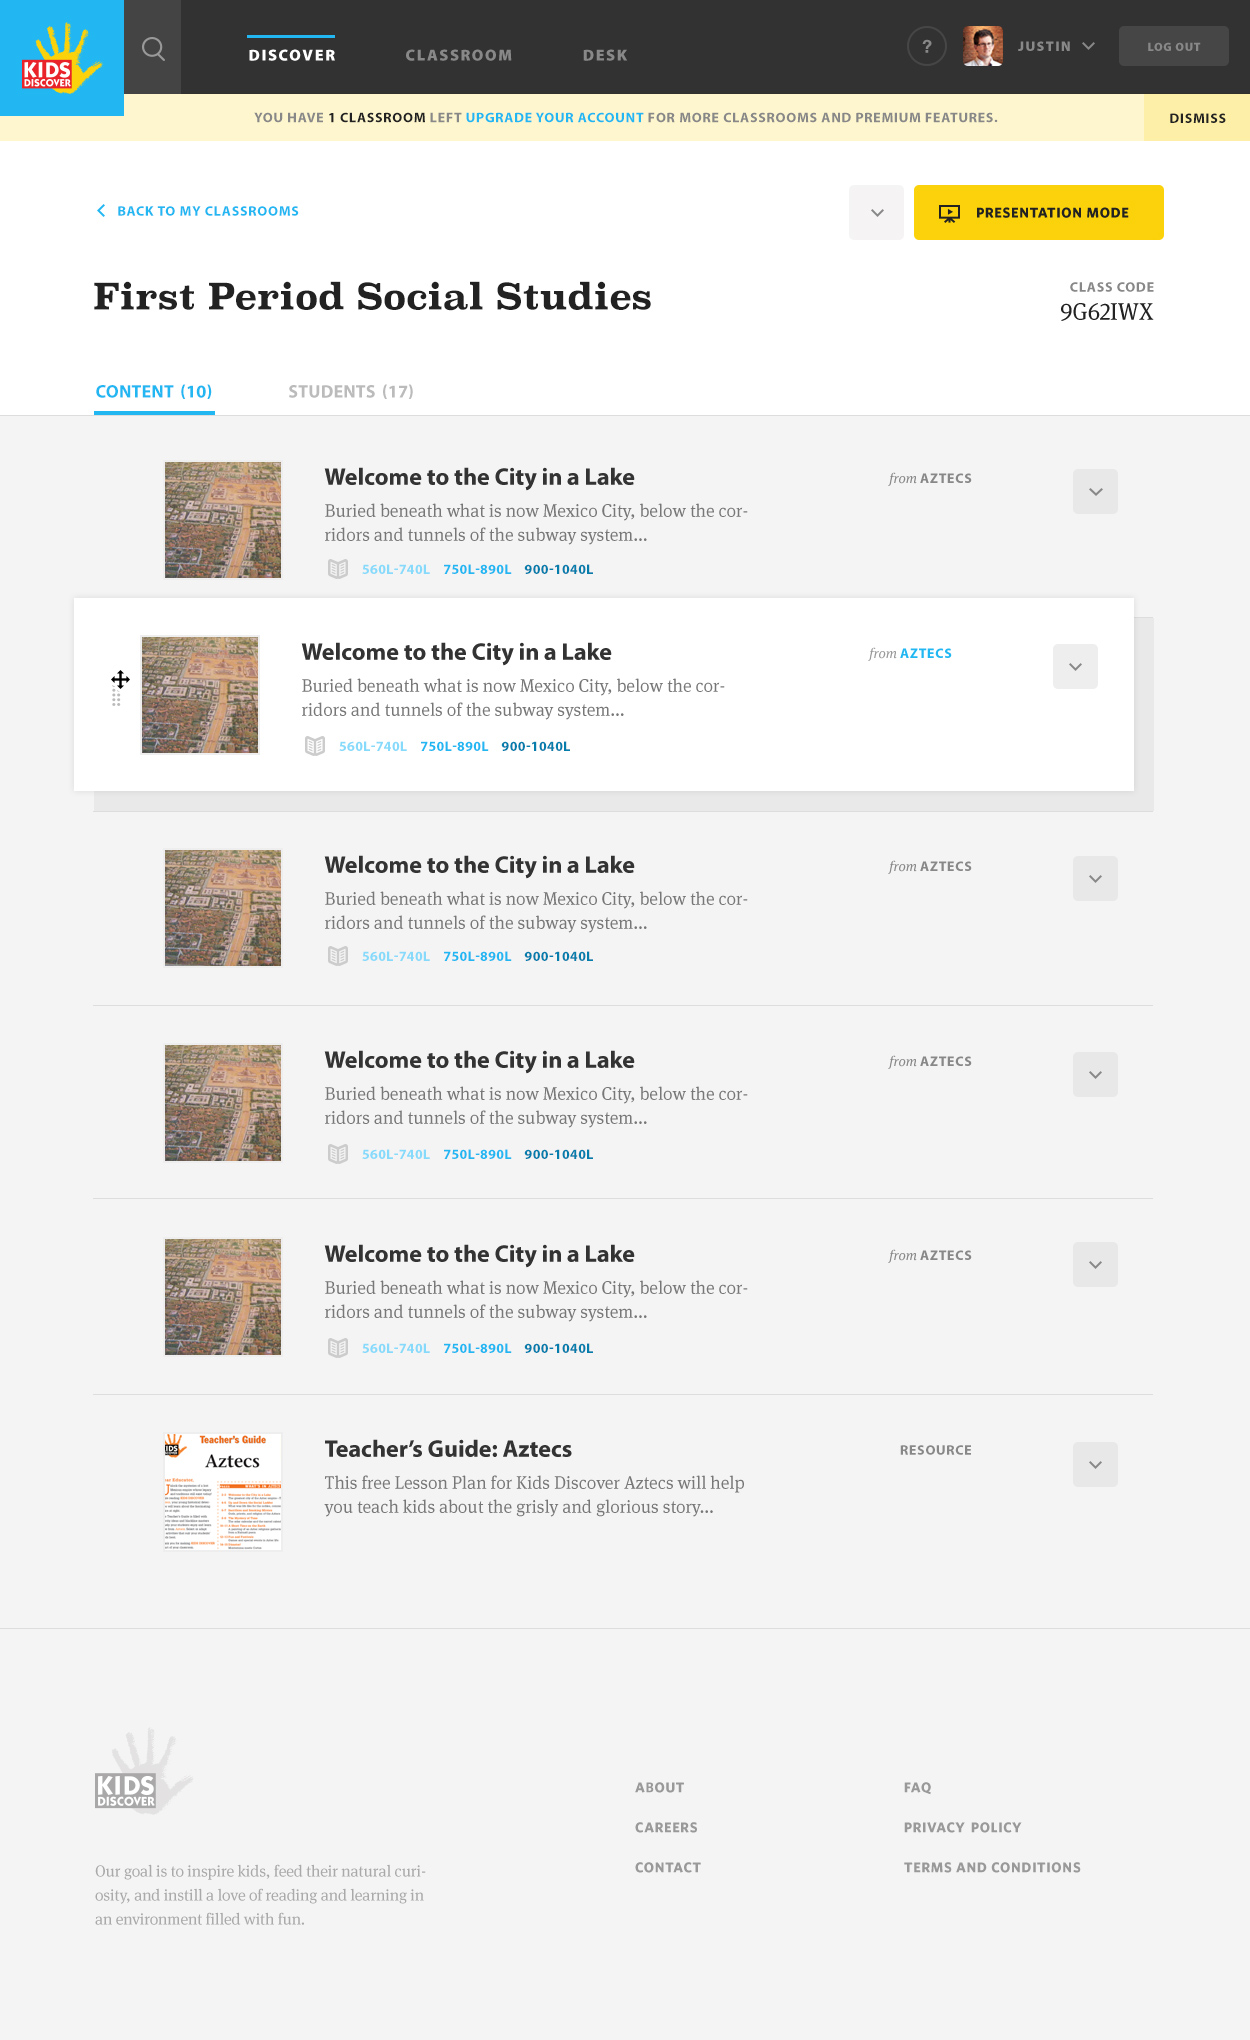 KIDS
DISCOVER
DISCOVER
CLASSROOM
DESK
?
JUSTIN
LOG OUT
YOU HAVE 1 CLASSROOM LEFT UPGRADE YOUR ACCOUNT FOR MORE CLASSROOMS AND PREMIUM FEATURES.
DISMISS
BACK TO MY CLASSROOMS
PRESENTATION MODE
First Period Social Studies
CLASS CODE
9G62IWX
CONTENT (10)
STUDENTS (17)
Welcome to the City in a Lake
from AZTECS
Buried beneath what is now Mexico City, below the cor-
ridors and tunnels of the subway system...
560L-740L 750L-890L 900-1040L
Welcome to the City in a Lake
from AZTECS
Buried beneath what is now Mexico City, below the cor-
ridors and tunnels of the subway system...
560L-740L 750L-890L 900-1040L
Welcome to the City in a Lake
from AZTECS
Buried beneath what is now Mexico City, below the cor-
ridors and tunnels of the subway system...
560L-740L 750L-890L 900-1040L
Welcome to the City in a Lake
from AZTECS
Buried beneath what is now Mexico City, below the cor-
ridors and tunnels of the subway system...
560L-740L 750L-890L 900-1040L
Welcome to the City in a Lake
from AZTECS
Buried beneath what is now Mexico City, below the cor-
ridors and tunnels of the subway system...
560L-740L 750L-890L 900-1040L
Teacher's Guide
Aztecs
Teacher’s Guide: Aztecs
RESOURCE
This free Lesson Plan for Kids Discover Aztecs will help
you teach kids about the grisly and glorious story...
KIDS
DISCOVER
Our goal is to inspire kids, feed their natural curi-
osity, and instill a love of reading and learning in
an environment filled with fun.
ABOUT
CAREERS
CONTACT
FAQ
PRIVACY POLICY
TERMS AND CONDITIONS